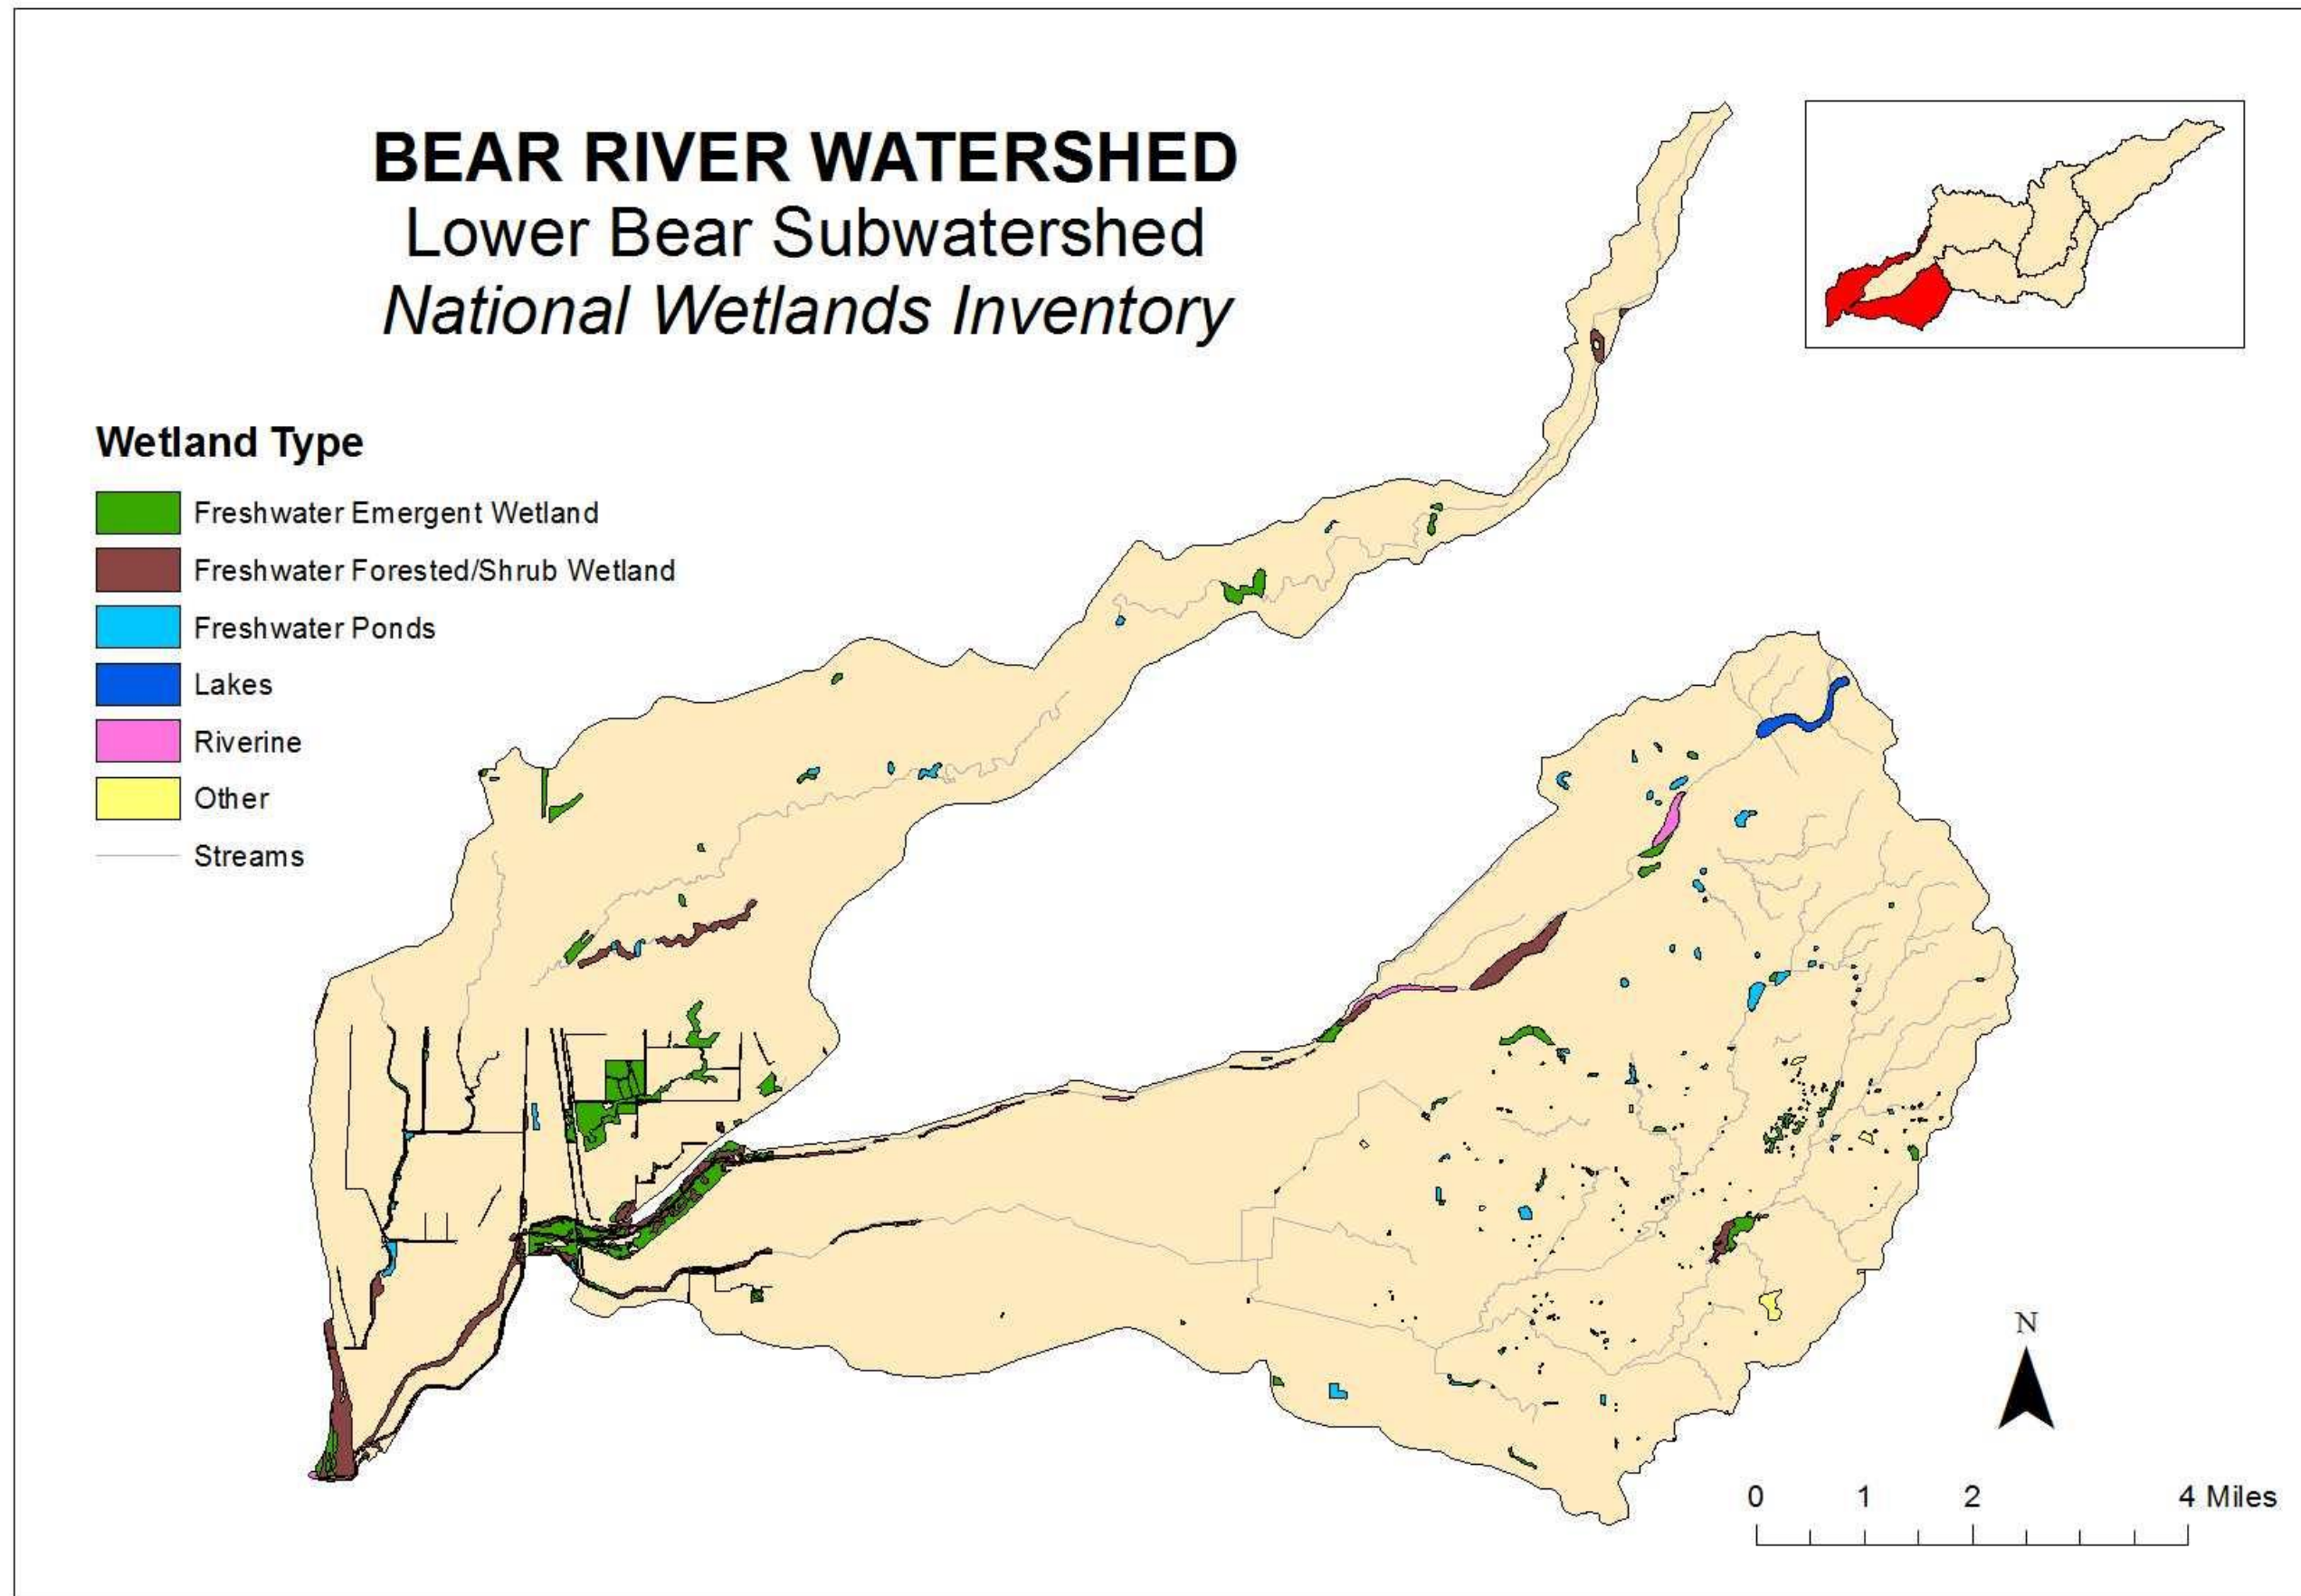 BEAR RIVER WATERSHED
Lower Bear Subwatershed
National Wetlands Inventory
Wetland Type
Freshwater Emergent Wetland
Freshwater Forested/Shrub Wetland
Freshwater Ponds
Lakes
Riverine
Other
Streams
N
0 1 2 4 Miles